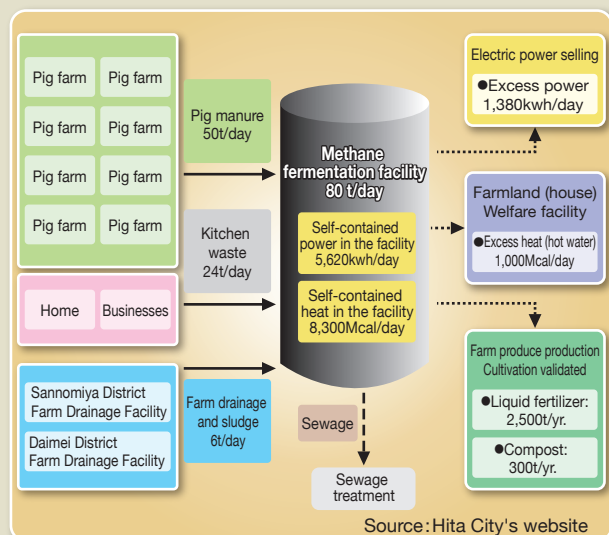 Pig farm
Pig farm
Pig farm
Pig farm
Pig farm
Pig farm
Pig farm
Pig farm
Home
Businesses
Sannomiya District
Farm Drainage Facility
Daimei District
Farm Drainage Facility
Pig manure
50t/day
Kitchen
waste
24t/day
Farm drainage
and sludge
6t/day
Methane
fermentation facility
80 t/day
Self-contained
power in the facility
5,620kwh/day
Self-contained
heat in the facility
8,300Mcal/day
Sewage
Sewage
treatment
Electric power selling
●Excess power
1,380kwh/day
Farmland (house)
Welfare facility
●Excess heat (hot water)
1,000Mcal/day
Farm produce production
Cultivation validated
●Liquid fertilizer:
2,500t/yr.
●Compost:
300t/yr.
Source:Hita City's website